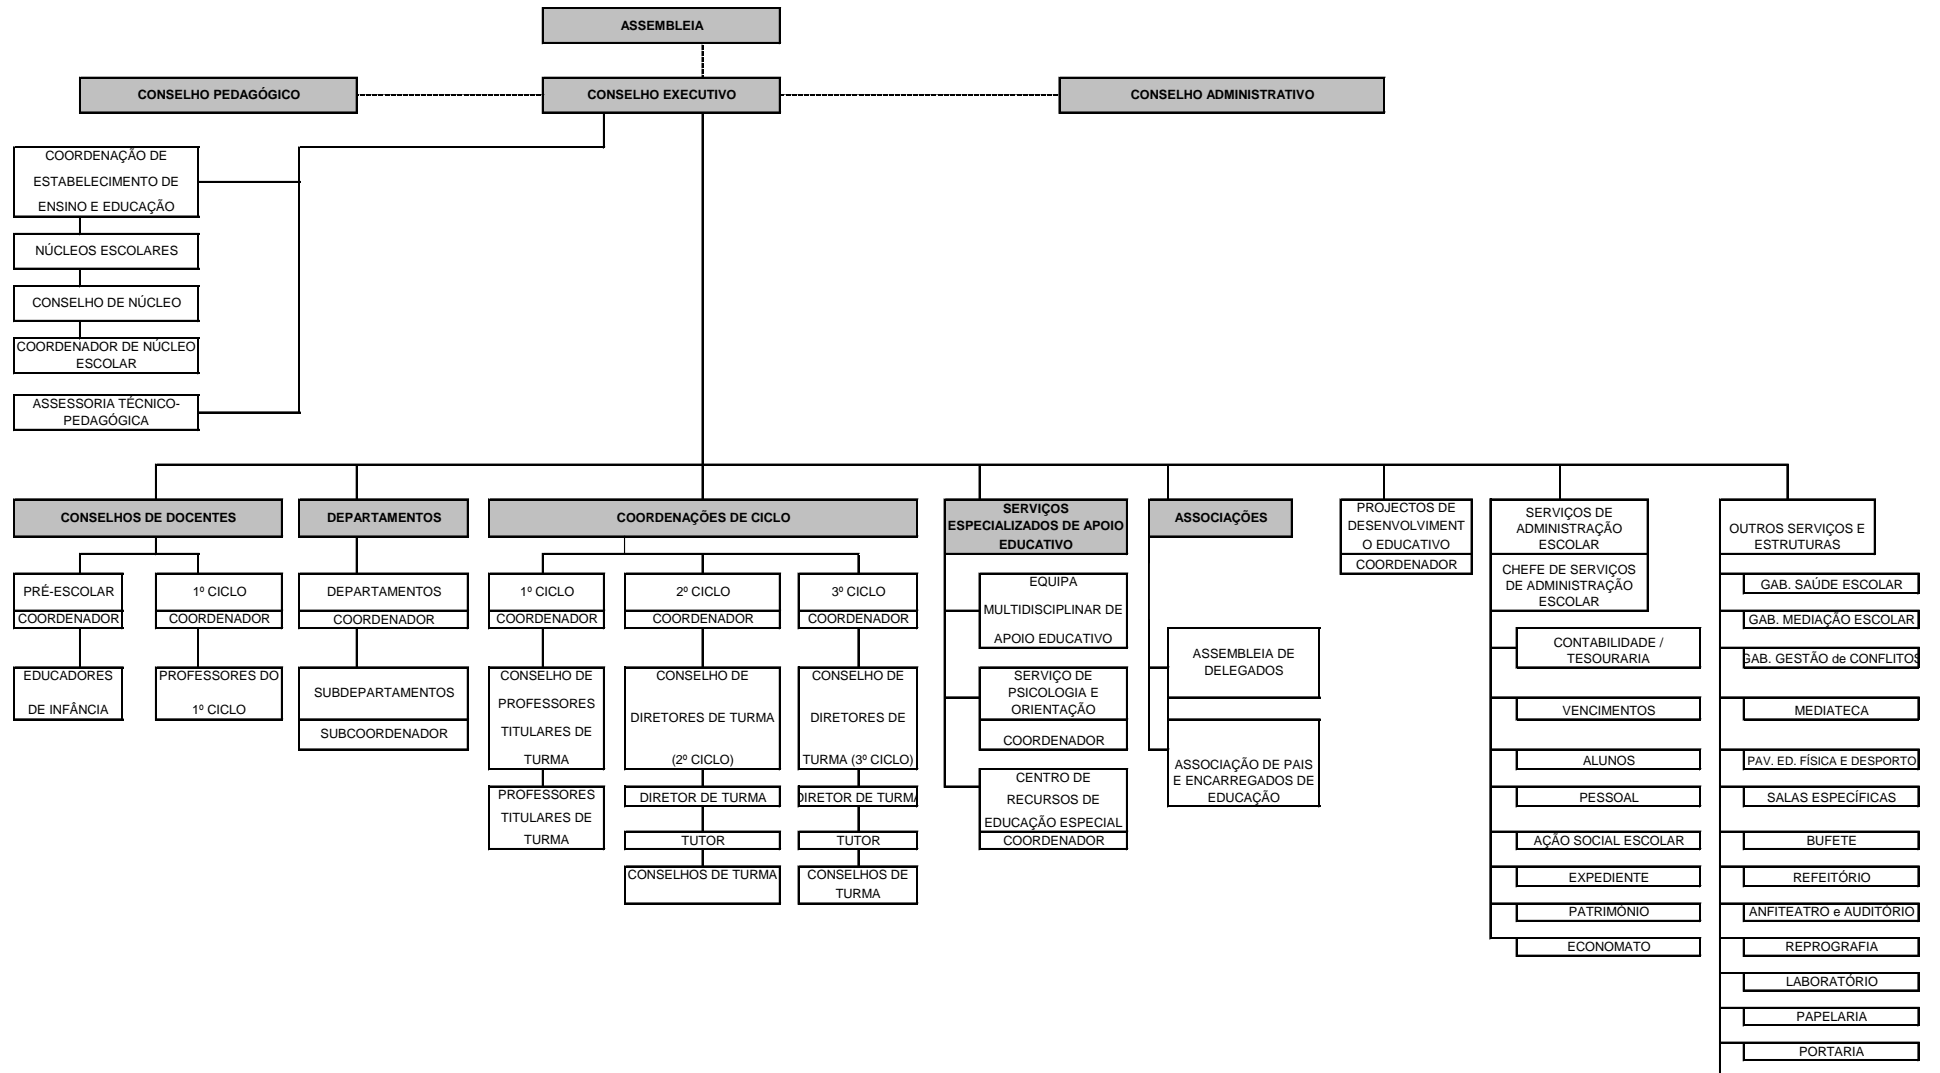 ASSEMBLEIA
CONSELHO PEDAGÓGICO
CONSELHO EXECUTIVO
CONSELHO ADMINISTRATIVO
COORDENAÇÃO DE
ESTABELECIMENTO DE
ENSINO E EDUCAÇÃO
NÚCLEOS ESCOLARES
CONSELHO DE NÚCLEO
COORDENADOR DE NÚCLEO
ESCOLAR
ASSESSORIA TÉCNICO-
PEDAGÓGICA
CONSELHOS DE DOCENTES
PRÉ-ESCOLAR
COORDENADOR
EDUCADORES
DE INFÂNCIA
1º CICLO
COORDENADOR
PROFESSORES DO
1º CICLO
DEPARTAMENTOS
DEPARTAMENTOS
COORDENADOR
SUBDEPARTAMENTOS
SUBCOORDENADOR
COORDENAÇÕES DE CICLO
1º CICLO
COORDENADOR
CONSELHO DE
PROFESSORES
TITULARES DE
TURMA
PROFESSORES
TITULARES DE
TURMA
2º CICLO
COORDENADOR
CONSELHO DE
DIRETORES DE TURMA
(2º CICLO)
DIRETOR DE TURMA
TUTOR
CONSELHOS DE TURMA
3º CICLO
COORDENADOR
CONSELHO DE
DIRETORES DE
TURMA (3º CICLO)
DIRETOR DE TURMA
TUTOR
CONSELHOS DE
TURMA
SERVIÇOS
ESPECIALIZADOS DE APOIO
EDUCATIVO
EQUIPA
MULTIDISCIPLINAR DE
APOIO EDUCATIVO
SERVIÇO DE
PSICOLOGIA E
ORIENTAÇÃO
COORDENADOR
CENTRO DE
RECURSOS DE
EDUCAÇÃO ESPECIAL
COORDENADOR
ASSOCIAÇÕES
ASSEMBLEIA DE
DELEGADOS
ASSOCIAÇÃO DE PAIS
E ENCARREGADOS DE
EDUCAÇÃO
PROJECTOS DE
DESENVOLVIMENT
O EDUCATIVO
COORDENADOR
SERVIÇOS DE
ADMINISTRAÇÃO
ESCOLAR
CHEFE DE SERVIÇOS
DE ADMINISTRAÇÃO
ESCOLAR
CONTABILIDADE /
TESOURARIA
VENCIMENTOS
ALUNOS
PESSOAL
AÇÃO SOCIAL ESCOLAR
EXPEDIENTE
PATRIMÓNIO
ECONOMATO
OUTROS SERVIÇOS E
ESTRUTURAS
GAB. SAÚDE ESCOLAR
GAB. MEDIAÇÃO ESCOLAR
GAB. GESTÃO de CONFLITOS
MEDIATECA
PAV. ED. FÍSICA E DESPORTO
SALAS ESPECÍFICAS
BUFETE
REFEITÓRIO
ANFITEATRO e AUDITÓRIO
REPROGRAFIA
LABORATÓRIO
PAPELARIA
PORTARIA